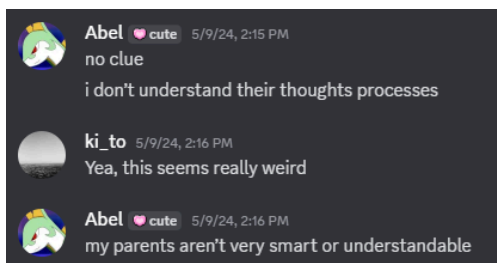 Abel cute 5/9/24, 2:15 PM
no clue
i don't understand their thoughts processes
ki_to 5/9/24, 2:16 PM
Yea, this seems really weird
Abel cute 5/9/24, 2:16 PM
my parents aren't very smart or understandable